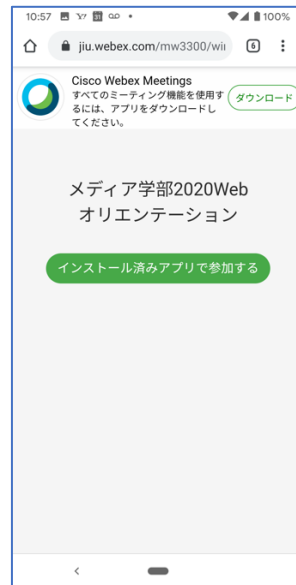 10:57
100%
jiu.webex.com/mw3300/wii
6
Cisco Webex Meetings
すべてのミーティング機能を使用す
るには、アプリをダウンロードし
てください。
ダウンロード
メディア学部2020Web
オリエンテーション
インストール済みアプリで参加する